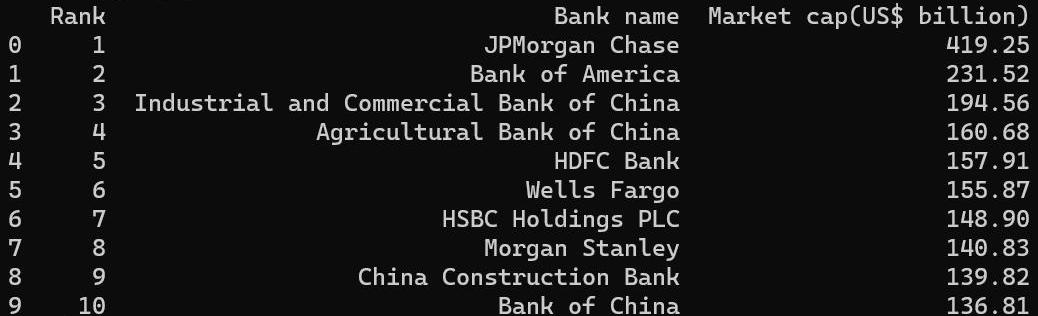 Rank Bank name Market cap(US$ billion)
0 1 JPMorgan Chase 419.25
1 2 Bank of America 231.52
2 3 Industrial and Commercial Bank of China 194.56
3 4 Agricultural Bank of China 160.68
4 5 HDFC Bank 157.91
5 6 Wells Fargo 155.87
6 7 HSBC Holdings PLC 148.90
7 8 Morgan Stanley 140.83
8 9 China Construction Bank 139.82
9 10 Bank of China 136.81